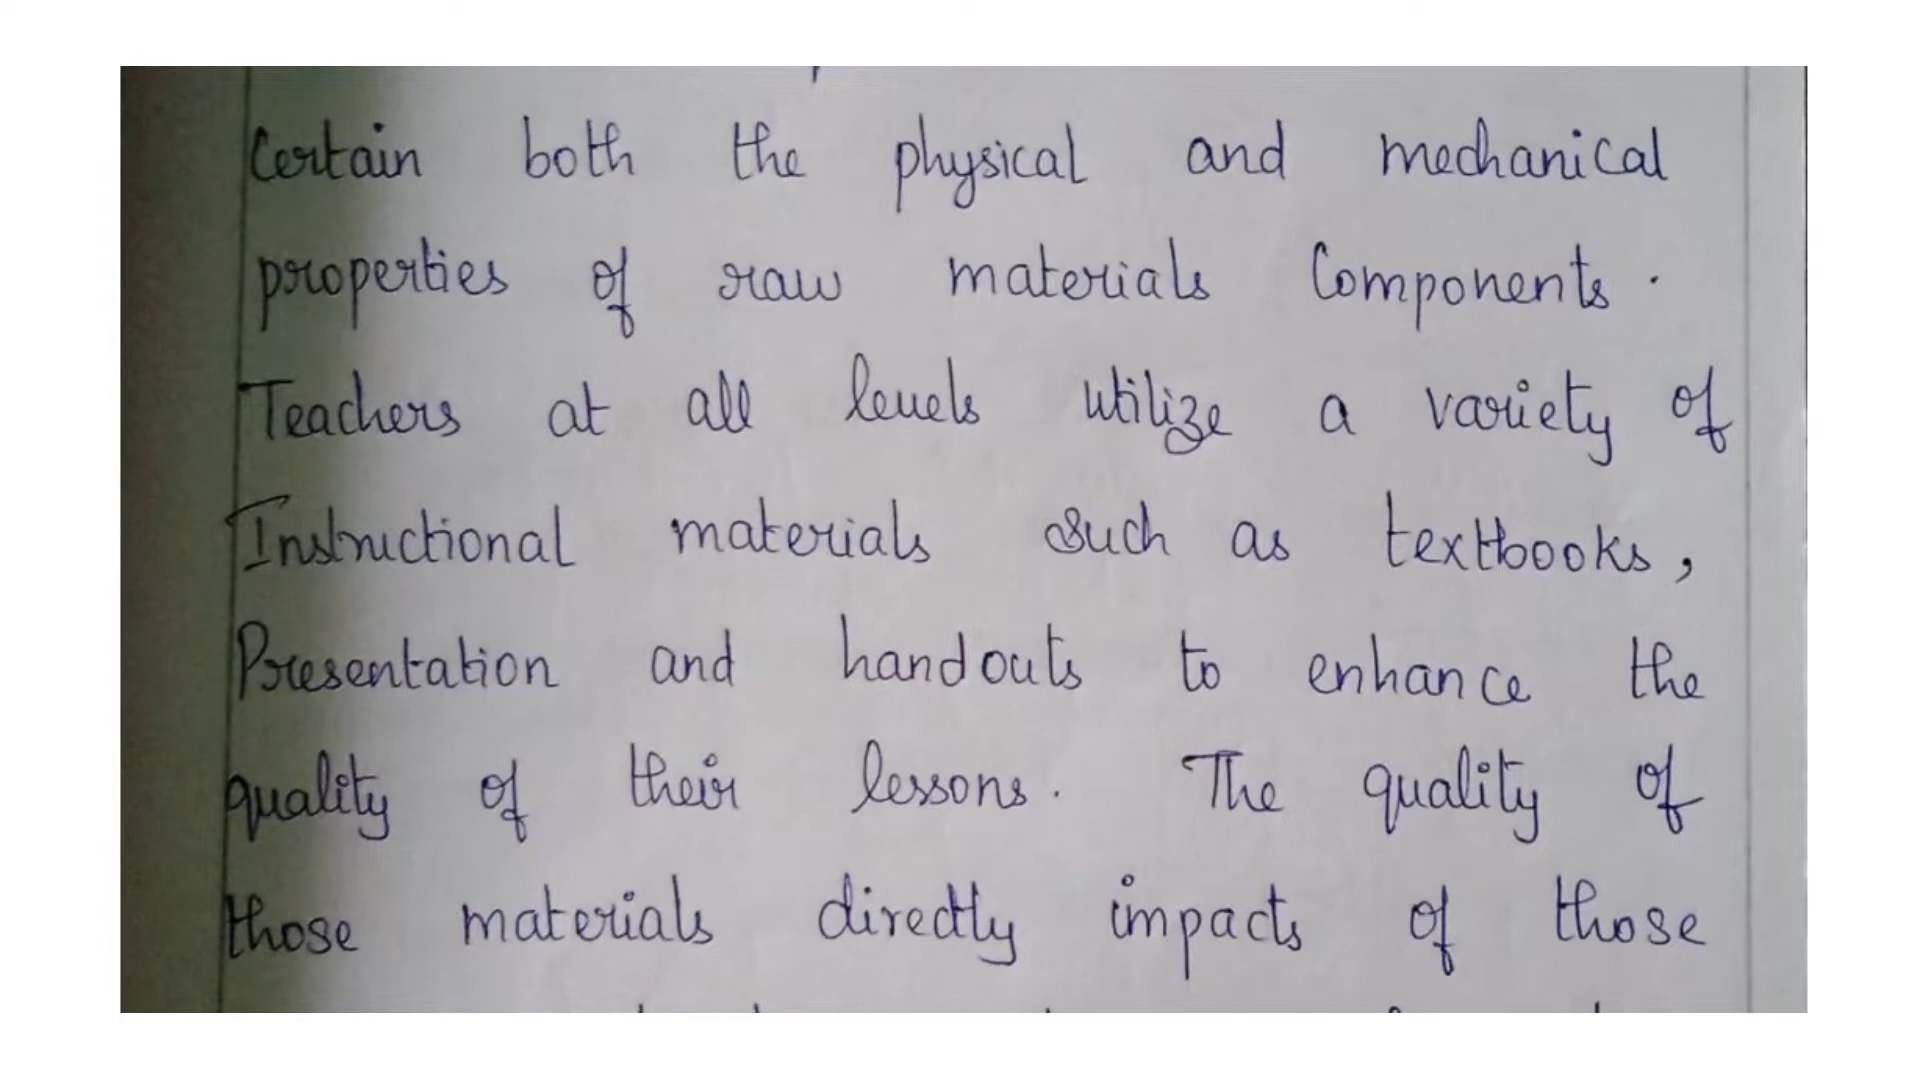 Certain both the physical and mechanical
properties of raw materials Components.
Teachers at all levels utilize a variety of
Instructional materials such as textbooks,
Presentation and handouts to enhance the
quality of their lessons. The quality of
those materials directly impacts of those